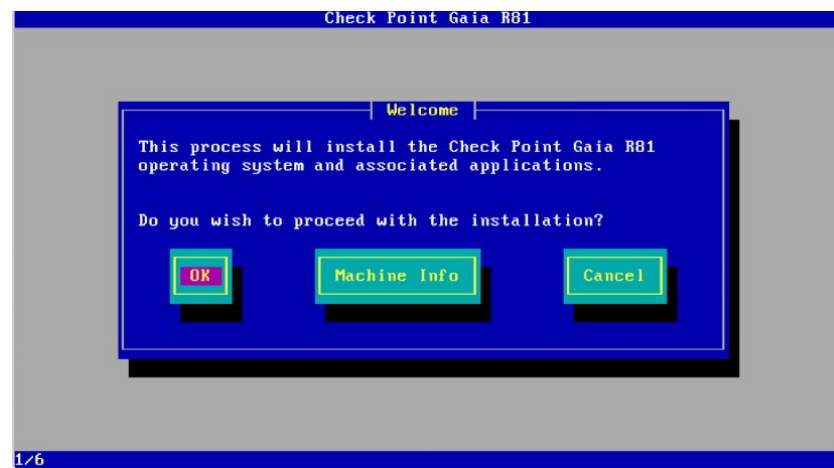 Check Point Gaia R81
Welcome
This process will install the Check Point Gaia R81
operating system and associated applications.
Do you wish to proceed with the installation?
OK Machine Info Cancel
1/6